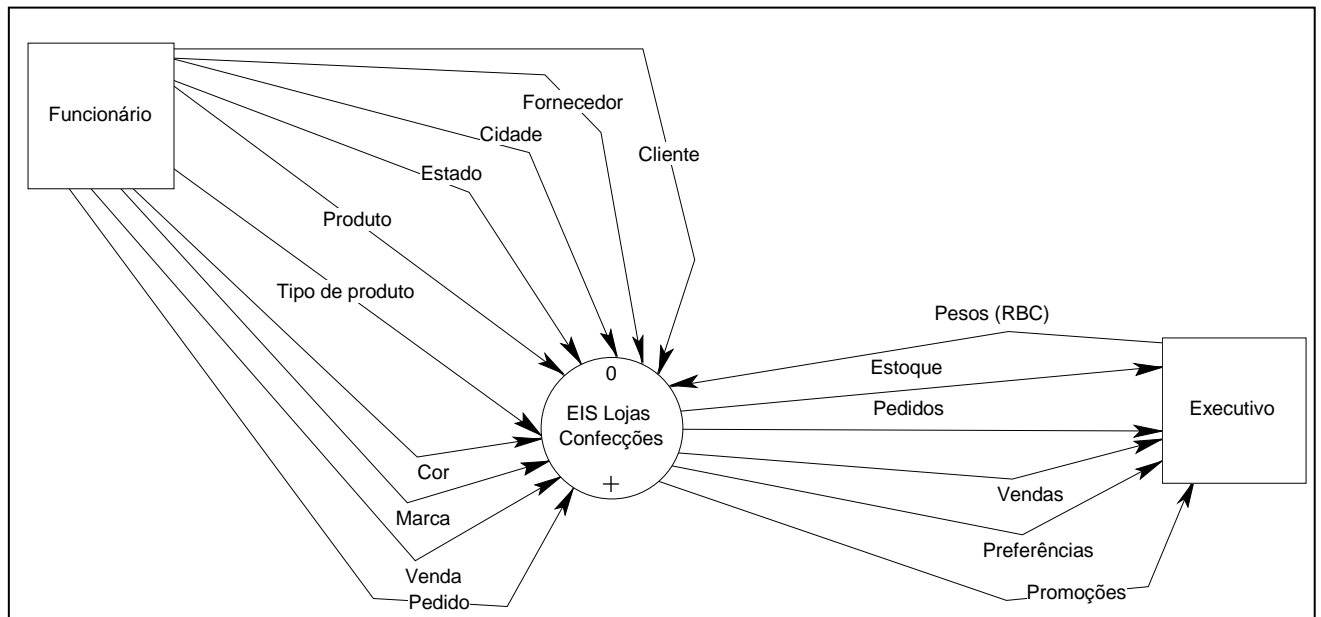 Funcionário
Fornecedor
Cidade
Cliente
Estado
Produto
Tipo de produto
Pesos (RBC)
Estoque
0
EIS Lojas
Confecções
+
Pedidos
Executivo
Cor
Vendas
Marca
Preferências
Venda
Promoções
Pedido